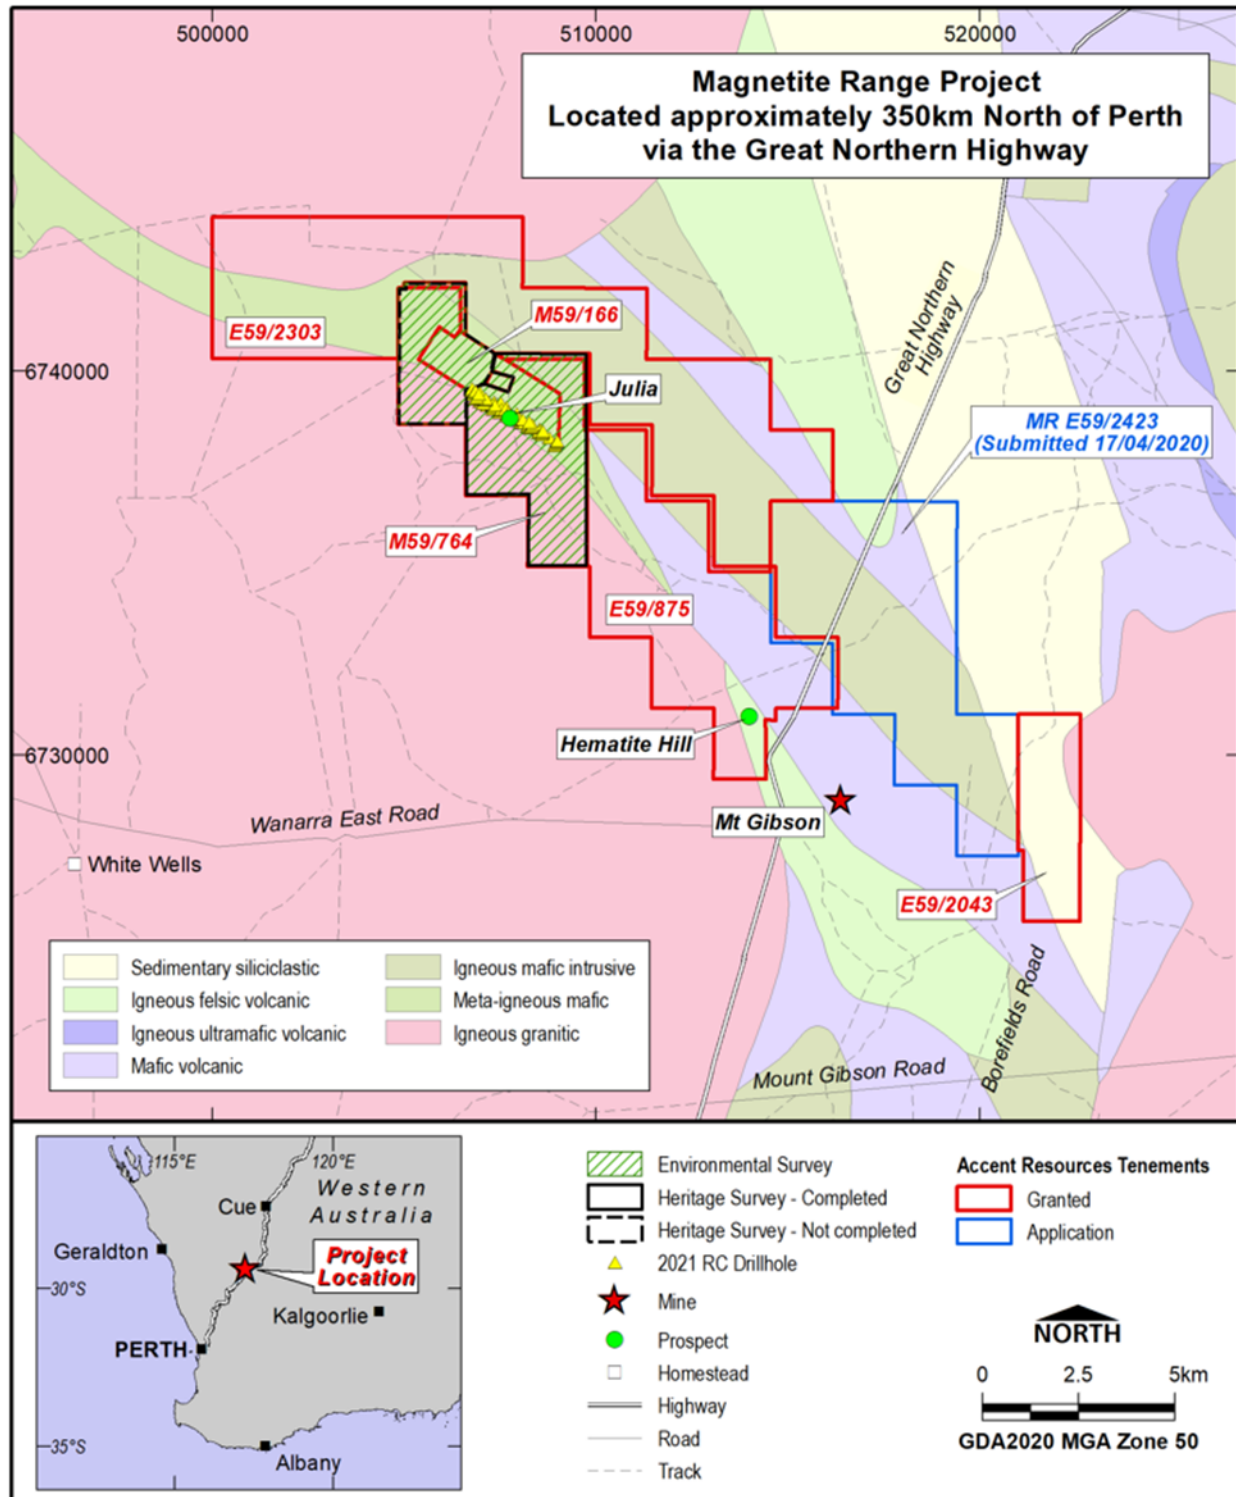 500000
510000
520000
Magnetite Range Project
Located approximately 350km North of Perth
via the Great Northern Highway
E59/2303
M59/166
Great Northern
Highway
6740000
Julia
MR E59/2423
(Submitted 17/04/2020)
M59/764
E59/875
Hematite Hill
6730000
Wanarra East Road
Mt Gibson
White Wells
E59/2043
Sedimentary siliciclastic
Igneous felsic volcanic
Igneous ultramafic volcanic
Mafic volcanic
Igneous mafic intrusive
Meta-igneous mafic
Igneous granitic
Borefields Road
Mount Gibson Road
115°E
120°E
Western
Australia
Cue
Geraldton
Project
Location
30°S
Kalgoorlie
PERTH
35°S
Albany
Environmental Survey
Heritage Survey - Completed
Heritage Survey - Not completed
2021 RC Drillhole
Mine
Prospect
Homestead
Highway
Road
Track
Accent Resources Tenements
Granted
Application
NORTH
0 2.5 5km
GDA2020 MGA Zone 50